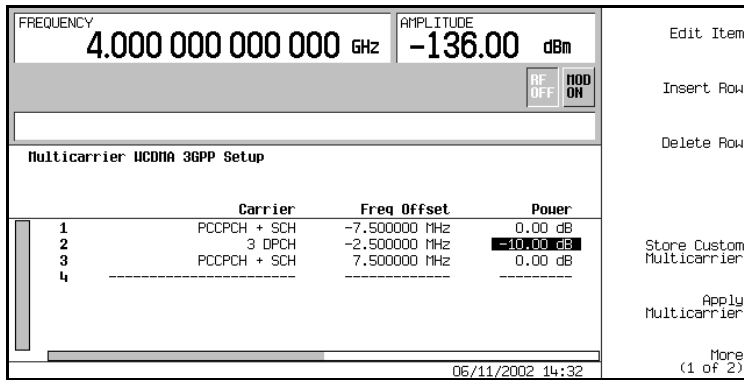 FREQUENCY
4.000 000 000 000 GHz
AMPLITUDE
-136.00 dBm
RF OFF
MOD ON
Multicarrier WCDMA 3GPP Setup
Carrier Freq Offset Power
1 PCCPCH + SCH -7.500000 MHz 0.00 dB
2 3 DPCH -2.500000 MHz -10.00 dB
3 PCCPCH + SCH 7.500000 MHz 0.00 dB
4 ---------------------- ------------- ---------
06/11/2002 14:32
Edit Item
Insert Row
Delete Row
Store Custom
Multicarrier
Apply
Multicarrier
More
(1 of 2)